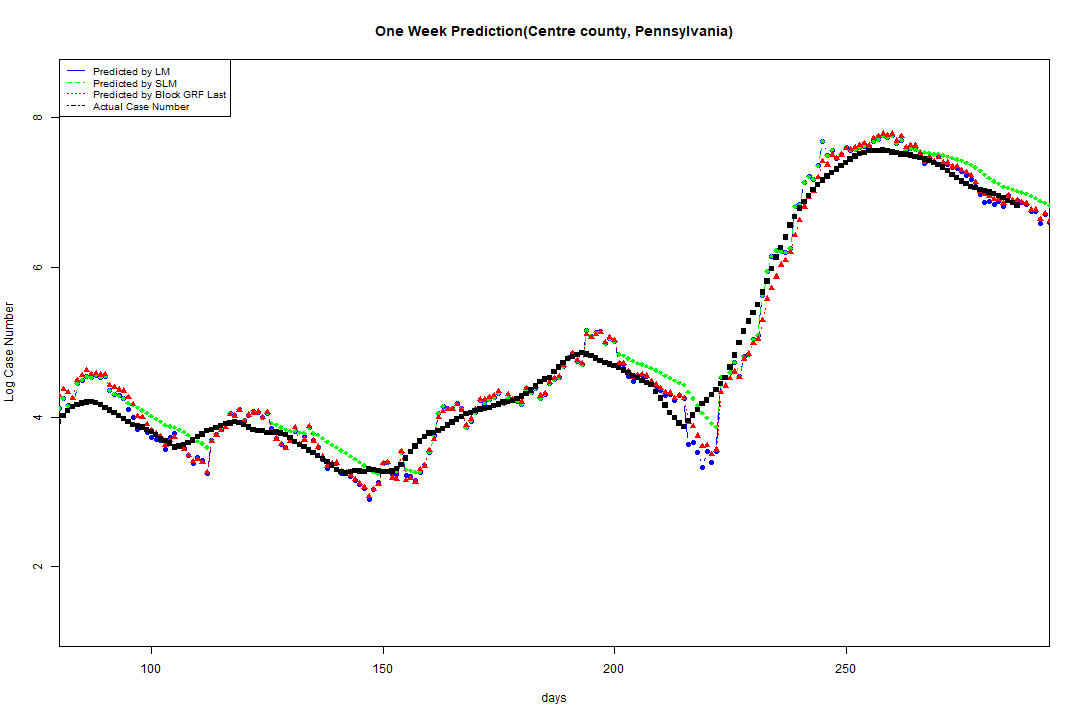 One Week Prediction(Centre county, Pennsylvania)
Predicted by LM
Predicted by SLM
Predicted by Block GRF Last
Actual Case Number
8
6
4
2
Log Case Number
100 150 200 250
days